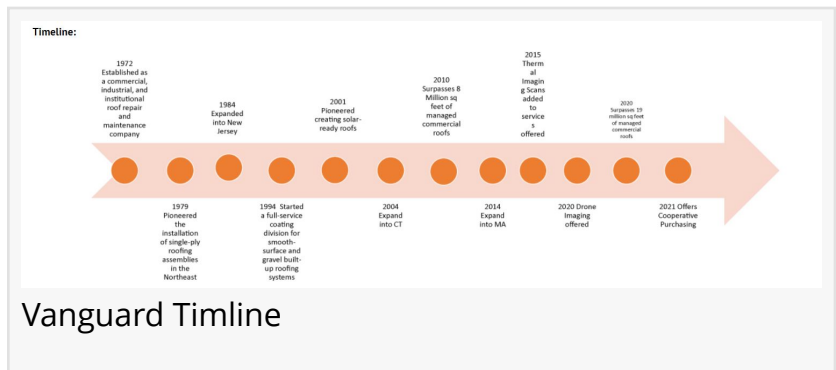 Timeline:
1972
Established as
a commercial,
industrial, and
institutional
roof repair
and
maintenance
company
1979
Pioneered
the
installation
of single-ply
roofing
assemblies
in the
Northeast
1984
Expanded
into New
Jersey
1994 Started
a full-service
coating
division for
smooth-
surface and
gravel built-
up roofing
systems
2001
Pioneered
creating solar-
ready roofs
2004
Expand
into CT
2010
Surpasses 8
Million sq
feet of
managed
commercial
roofs
2014
Expand
into MA
2015
Therm
al
Imagin
g Scans
added
to
service
s
offered
2020 Drone
Imaging
offered
2020
Surpasses 19
million sq feet
of managed
commercial
roofs
2021 Offers
Cooperative
Purchasing
Vanguard Timline